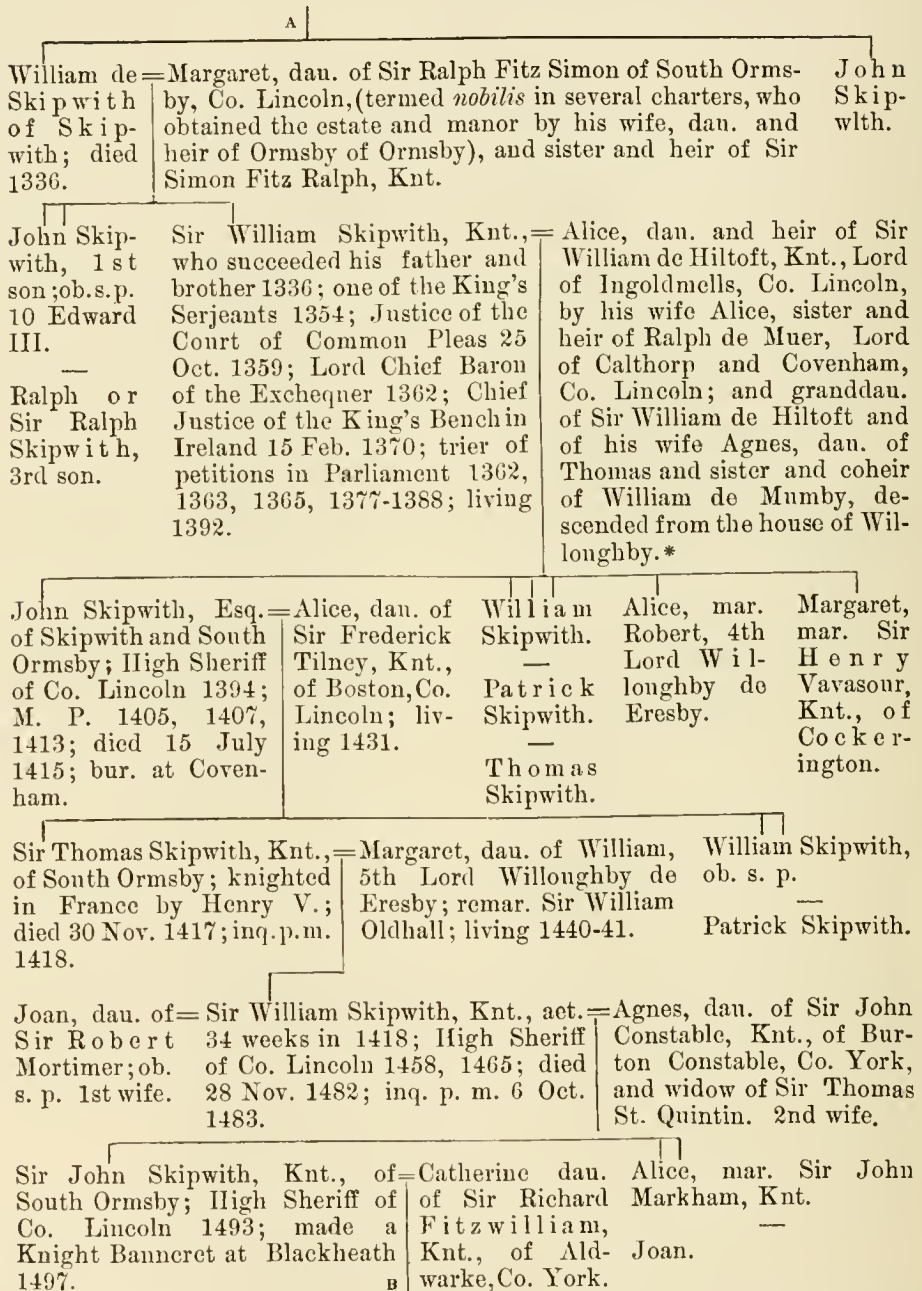 A
William de=Margaret, dau. of Sir Ralph Fitz Simon of South Orms- John
Skipwith by, Co. Lincoln,(termed nobilis in several charters, who Skip-
of Skip- obtained the estate and manor by his wife, dau. and wlth.
with; died heir of Ormsby of Ormsby), and sister and heir of Sir
1336. Simon Fitz Ralph, Knt.
John Skip-
with, 1st
son;ob.s.p.
10 Edward
III.
—
Ralph or
Sir Ralph
Skipwith,
3rd son.
Sir William Skipwith, Knt.,=
who succeeded his father and
brother 1336; one of the King's
Serjeants 1354; Justice of the
Court of Common Pleas 25
Oct. 1359; Lord Chief Baron
of the Exchequer 1362; Chief
Justice of the King's Bench in
Ireland 15 Feb. 1370; trier of
petitions in Parliament 1362,
1363, 1365, 1377-1388; living
1392.
Alice, dau. and heir of Sir
William de Hiltoft, Knt., Lord
of Ingoldmells, Co. Lincoln,
by his wife Alice, sister and
heir of Ralph de Muer, Lord
of Calthorp and Covenham,
Co. Lincoln; and granddau.
of Sir William de Hiltoft and
of his wife Agnes, dau. of
Thomas and sister and coheir
of William de Mumby, de-
scended from the house of Wil-
loughby.*
John Skipwith, Esq.=
of Skipwith and South
Ormsby; High Sheriff
of Co. Lincoln 1394;
M. P. 1405, 1407,
1413; died 15 July
1415; bur. at Coven-
ham.
Alice, dau. of
Sir Frederick
Tilney, Knt.,
of Boston,Co.
Lincoln; liv-
ing 1431.
William
Skipwith.
—
Patrick
Skipwith.
—
Thomas
Skipwith.
Alice, mar.
Robert, 4th
Lord Wil-
loughby de
Eresby.
Margaret,
mar. Sir
Henry
Vavasour,
Knt., of
Cocker-
ington.
Sir Thomas Skipwith, Knt.,=
of South Ormsby; knighted
in France by Henry V.;
died 30 Nov. 1417; inq.p.m.
1418.
Margaret, dau. of William,
5th Lord Willoughby de
Eresby; remar. Sir William
Oldhall; living 1440-41.
William Skipwith,
ob. s. p.
—
Patrick Skipwith.
Joan, dau. of=
Sir Robert
Mortimer;ob.
s. p. 1st wife.
Sir William Skipwith, Knt., aet.=
34 weeks in 1418; High Sheriff
of Co. Lincoln 1458, 1465; died
28 Nov. 1482; inq. p. m. 6 Oct.
1483.
Agnes, dau. of Sir John
Constable, Knt., of Bur-
ton Constable, Co. York,
and widow of Sir Thomas
St. Quintin. 2nd wife.
Sir John Skipwith, Knt., of=
South Ormsby; High Sheriff of
Co. Lincoln 1493; made a
Knight Banneret at Blackheath
1497.
B
Catherine dau.
of Sir Richard
Fitzwilliam,
Knt., of Ald-
warke,Co. York.
Alice, mar. Sir John
Markham, Knt.
—
Joan.